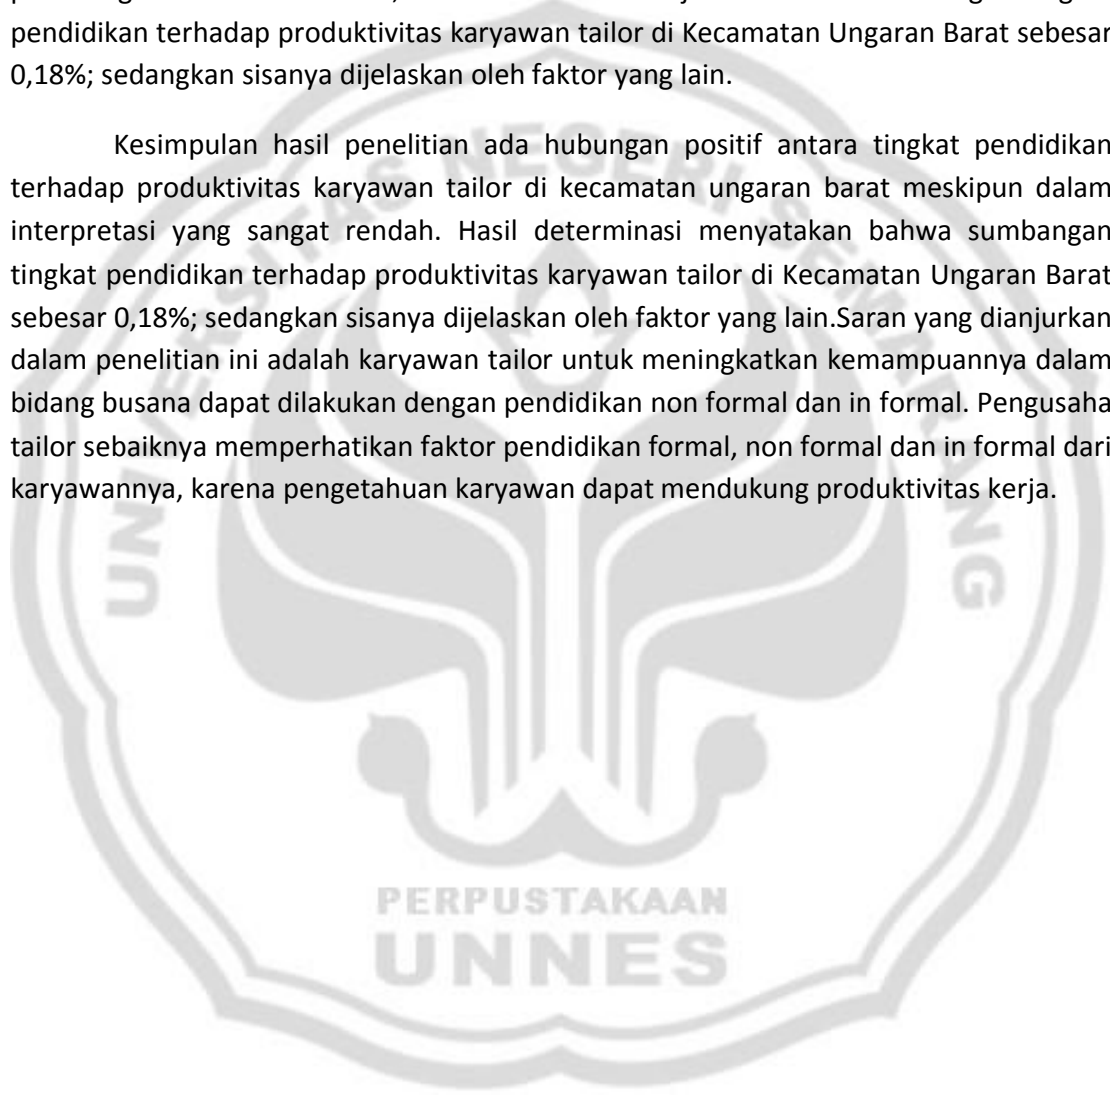 pendidikan terhadap produktivitas karyawan tailor di Kecamatan Ungaran Barat sebesar
0,18%; sedangkan sisanya dijelaskan oleh faktor yang lain.
Kesimpulan hasil penelitian ada hubungan positif antara tingkat pendidikan
terhadap produktivitas karyawan tailor di kecamatan ungaran barat meskipun dalam
interpretasi yang sangat rendah. Hasil determinasi menyatakan bahwa sumbangan
tingkat pendidikan terhadap produktivitas karyawan tailor di Kecamatan Ungaran Barat
sebesar 0,18%; sedangkan sisanya dijelaskan oleh faktor yang lain.Saran yang dianjurkan
dalam penelitian ini adalah karyawan tailor untuk meningkatkan kemampuannya dalam
bidang busana dapat dilakukan dengan pendidikan non formal dan in formal. Pengusaha
tailor sebaiknya memperhatikan faktor pendidikan formal, non formal dan in formal dari
karyawannya, karena pengetahuan karyawan dapat mendukung produktivitas kerja.
UNIVERSITAS NEGERI SEMARANG
PERPUSTAKAAN
UNNES